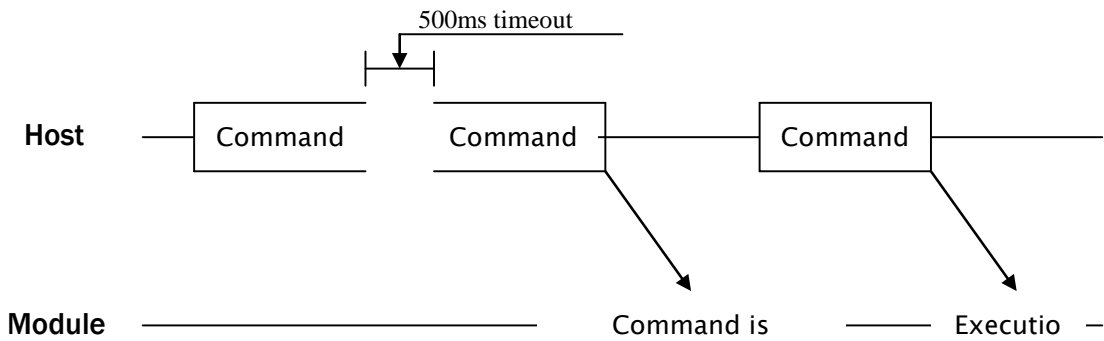 500ms timeout
Host Command Command Command
Module Command is Executio